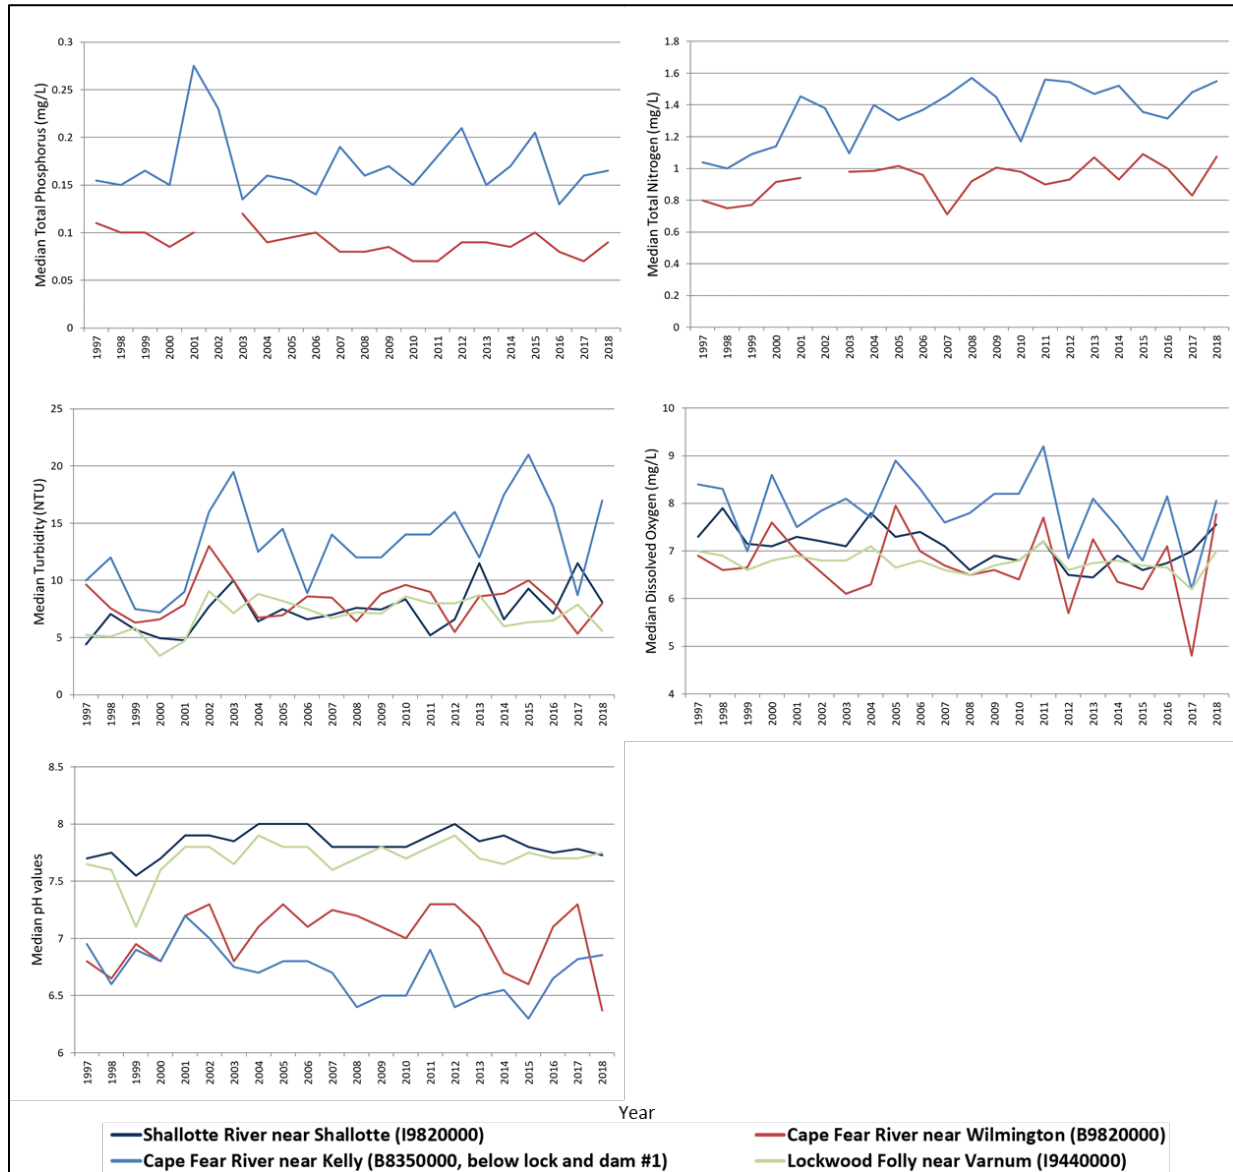 Median Total Phosphorus (mg/L)
0.3
0.25
0.2
0.15
0.1
0.05
0
1997 1998 1999 2000 2001 2002 2003 2004 2005 2006 2007 2008 2009 2010 2011 2012 2013 2014 2015 2016 2017 2018
Median Total Nitrogen (mg/L)
1.8
1.6
1.4
1.2
1
0.8
0.6
0.4
0.2
0
1997 1998 1999 2000 2001 2002 2003 2004 2005 2006 2007 2008 2009 2010 2011 2012 2013 2014 2015 2016 2017 2018
Median Turbidity (NTU)
25
20
15
10
5
0
1997 1998 1999 2000 2001 2002 2003 2004 2005 2006 2007 2008 2009 2010 2011 2012 2013 2014 2015 2016 2017 2018
Median Dissolved Oxygen (mg/L)
10
9
8
7
6
5
4
1997 1998 1999 2000 2001 2002 2003 2004 2005 2006 2007 2008 2009 2010 2011 2012 2013 2014 2015 2016 2017 2018
Median pH values
8.5
8
7.5
7
6.5
6
1997 1998 1999 2000 2001 2002 2003 2004 2005 2006 2007 2008 2009 2010 2011 2012 2013 2014 2015 2016 2017 2018
Year
Shallotte River near Shallotte (I9820000)
Cape Fear River near Wilmington (B9820000)
Cape Fear River near Kelly (B8350000, below lock and dam #1)
Lockwood Folly near Varnum (I9440000)